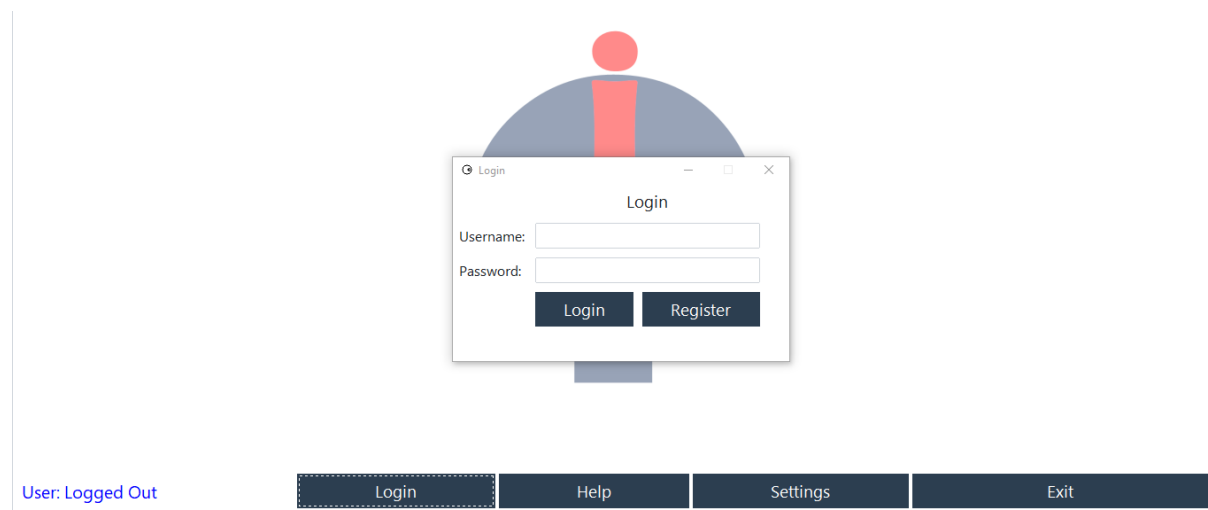 Login
Login
Username:
Password:
Login Register
User: Logged Out Login Help Settings Exit